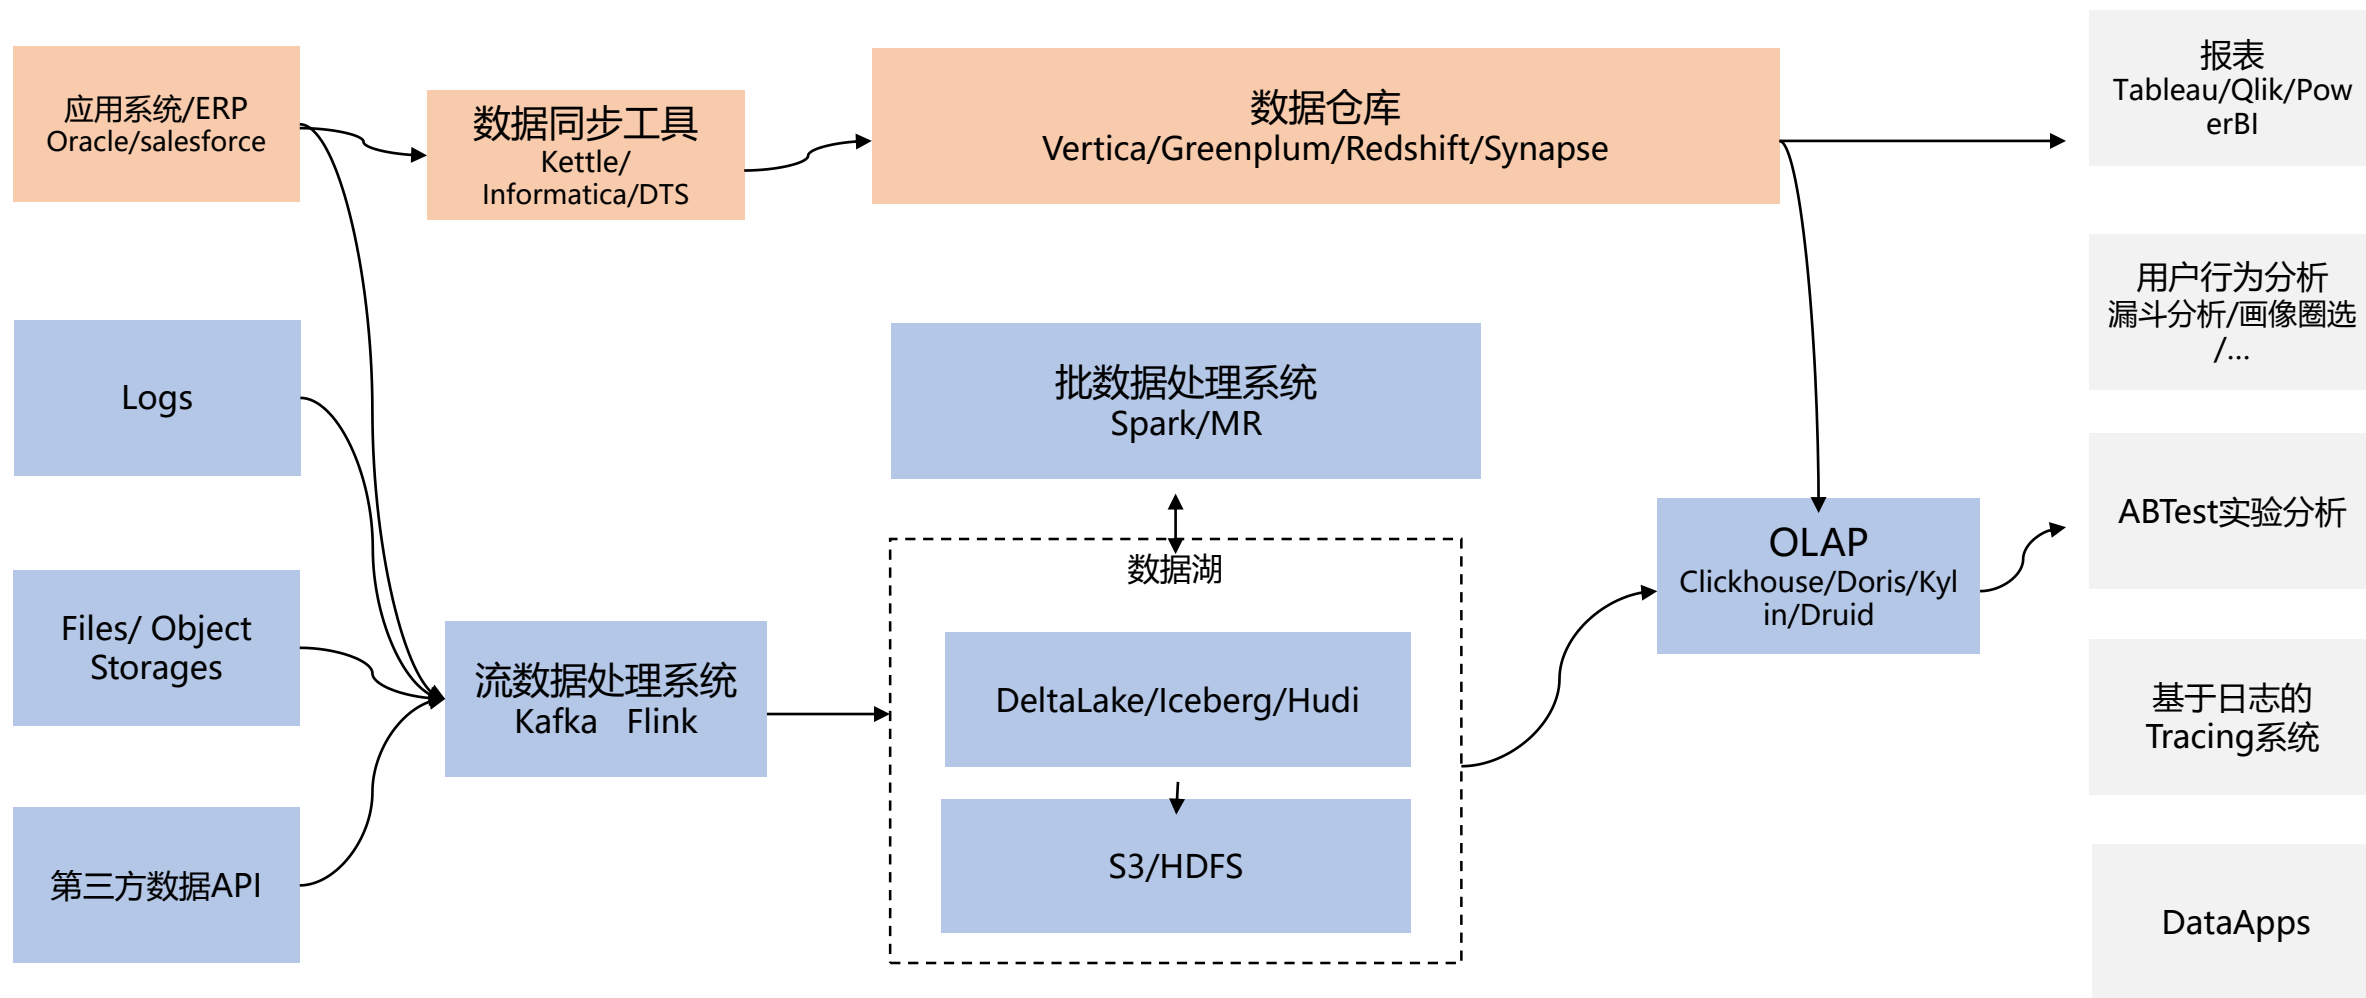 应用系统/ERP
Oracle/salesforce
数据同步工具
Kettle/
Informatica/DTS
数据仓库
Vertica/Greenplum/Redshift/Synapse
报表
Tableau/Qlik/Pow
erBI
用户行为分析
漏斗分析/画像圈选
/...
Logs
批数据处理系统
Spark/MR
ABTest实验分析
数据湖
OLAP
Clickhouse/Doris/Kyl
in/Druid
Files/ Object
Storages
流数据处理系统
Kafka Flink
DeltaLake/Iceberg/Hudi
基于日志的
Tracing系统
第三方数据API
S3/HDFS
DataApps